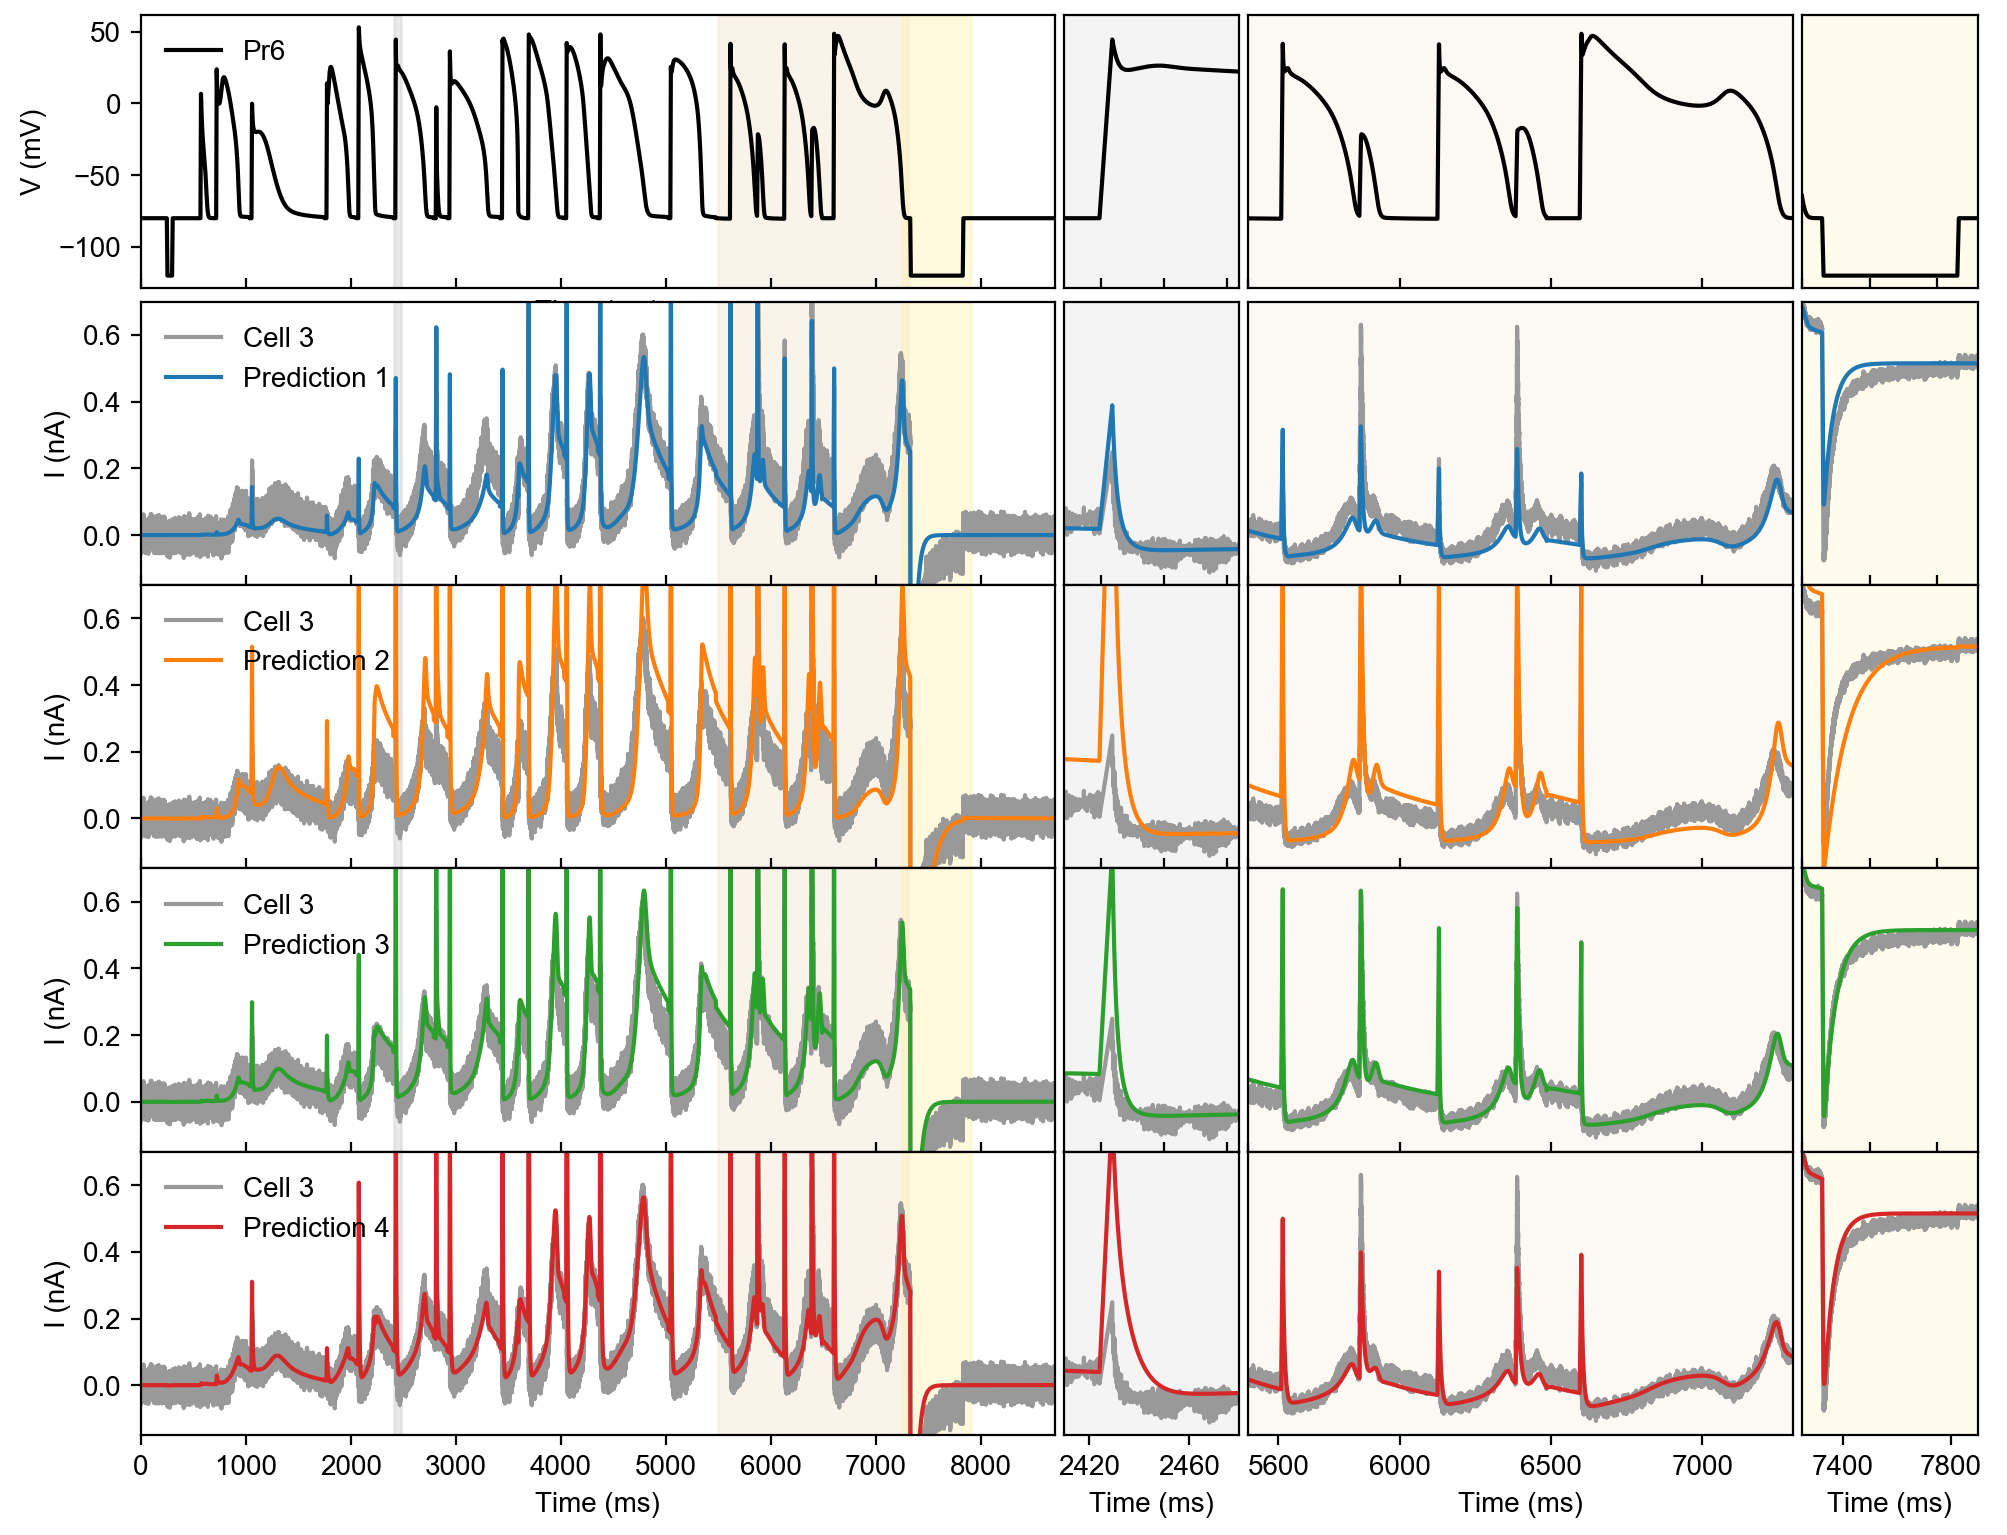 50
0
−50
−100
V (mV)
Pr6
0.6
0.4
0.2
0.0
I (nA)
Cell 3
Prediction 1
0.6
0.4
0.2
0.0
I (nA)
Cell 3
Prediction 2
0.6
0.4
0.2
0.0
I (nA)
Cell 3
Prediction 3
0.6
0.4
0.2
0.0
I (nA)
Cell 3
Prediction 4
0 1000 2000 3000 4000 5000 6000 7000 8000
2420 2460
5600 6000 6500 7000
7400 7800
Time (ms) Time (ms) Time (ms) Time (ms)